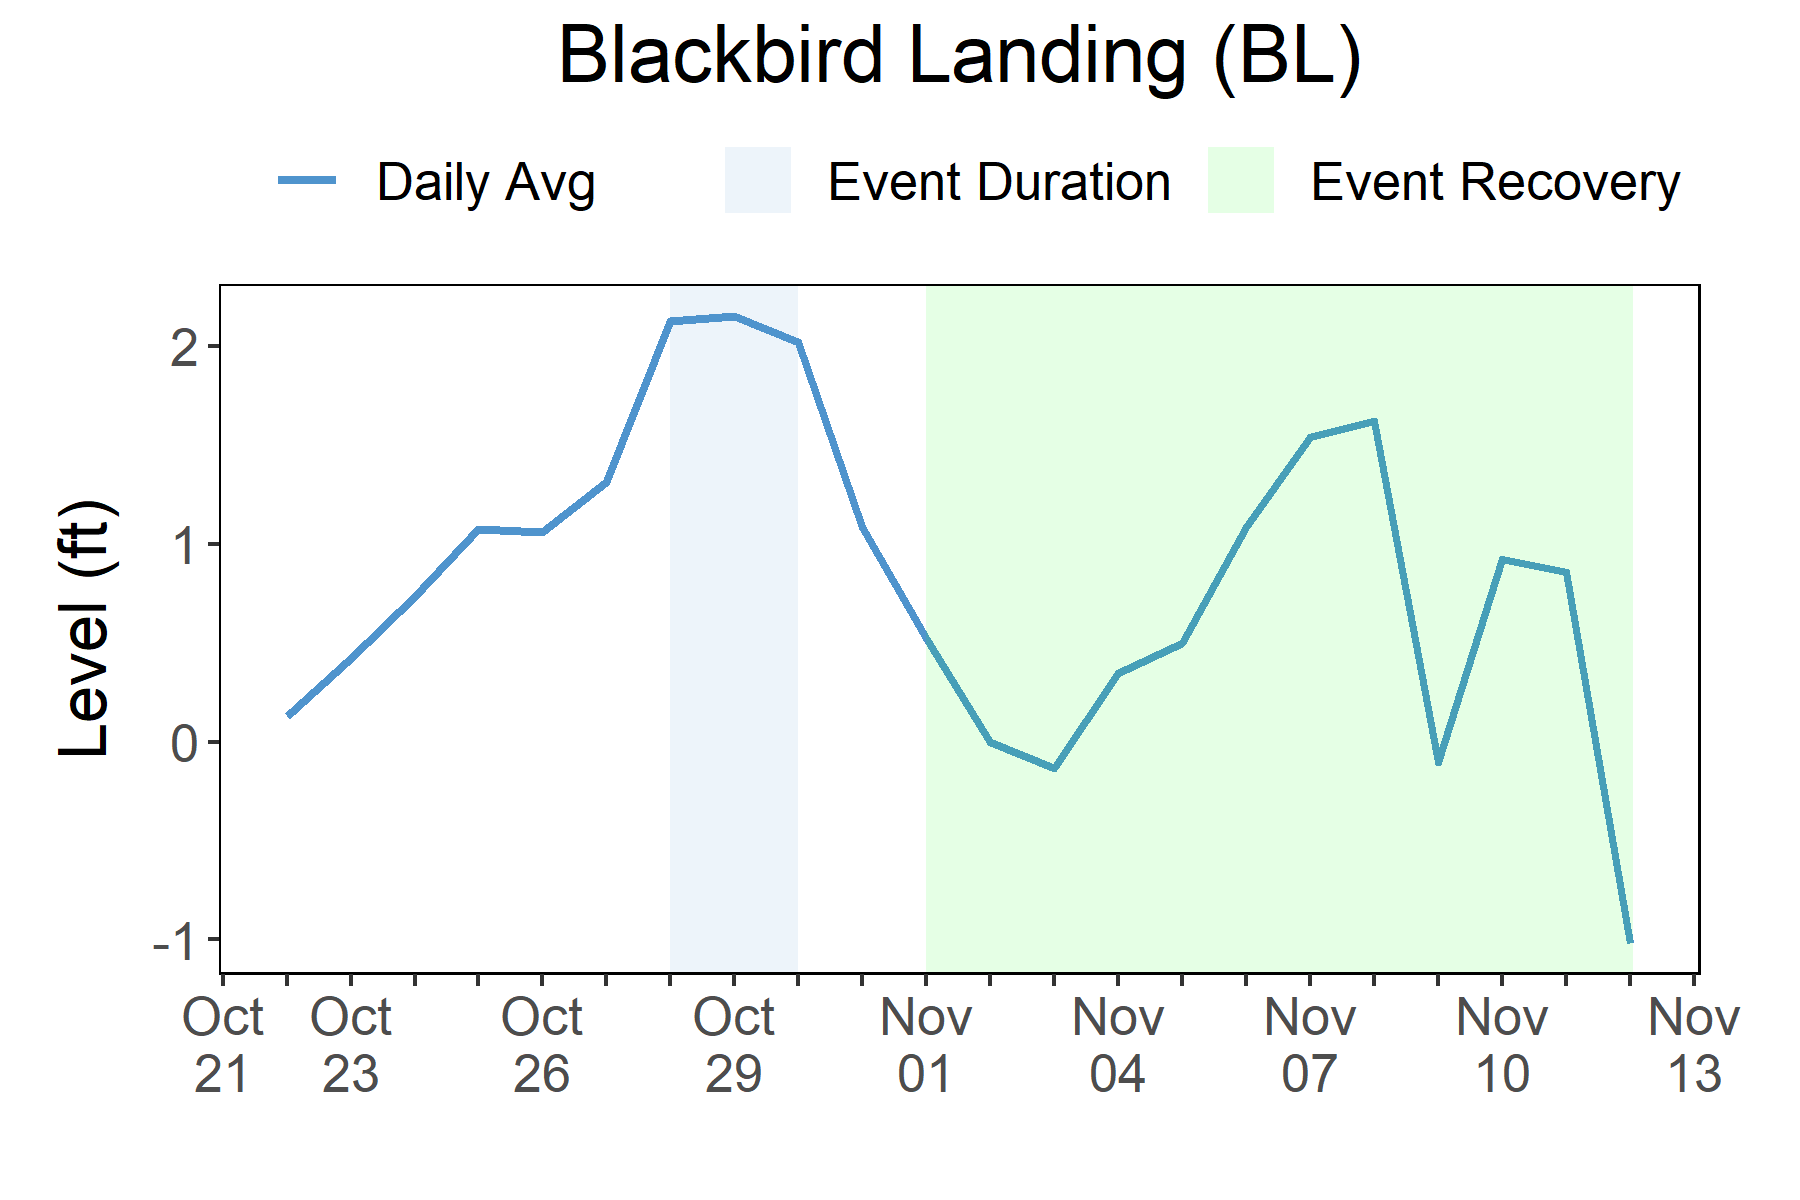 Blackbird Landing (BL)
Daily Avg Event Duration Event Recovery
Level (ft)
2
1
0
-1
Oct Oct Oct Oct Nov Nov Nov Nov Nov
21 23 26 29 01 04 07 10 13